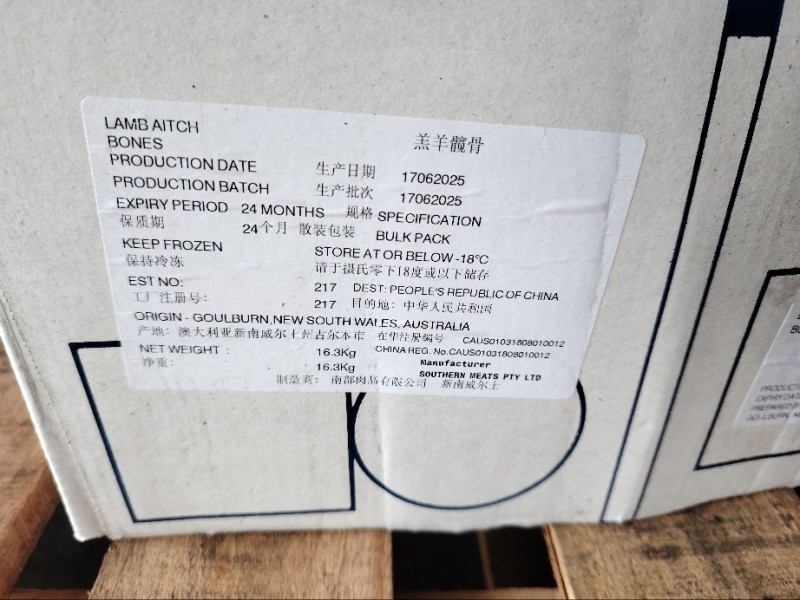 LAMB AITCH
BONES
羔羊髋骨
PRODUCTION DATE 生产日期 17062025
PRODUCTION BATCH 生产批次 17062025
EXPIRY PERIOD 24 MONTHS 规格 SPECIFICATION
保质期 24个月 散装包装 BULK PACK
KEEP FROZEN STORE AT OR BELOW -18°C
保持冷冻 请于摄氏零下18度或以下储存
EST NO: 217 DEST: PEOPLE'S REPUBLIC OF CHINA
工厂注册号: 217 目的地: 中华人民共和国
ORIGIN - GOULBURN, NEW SOUTH WALES, AUSTRALIA
产地: 澳大利亚新南威尔士州古尔本市 在华注册编号 CAUS01031808010012
NET WEIGHT : 16.3Kg CHINA REG. No.CAUS01031808010012
净重: 16.3Kg Manufacturer
SOUTHERN MEATS PTY LTD
制造商: 南部肉品有限公司 新南威尔士